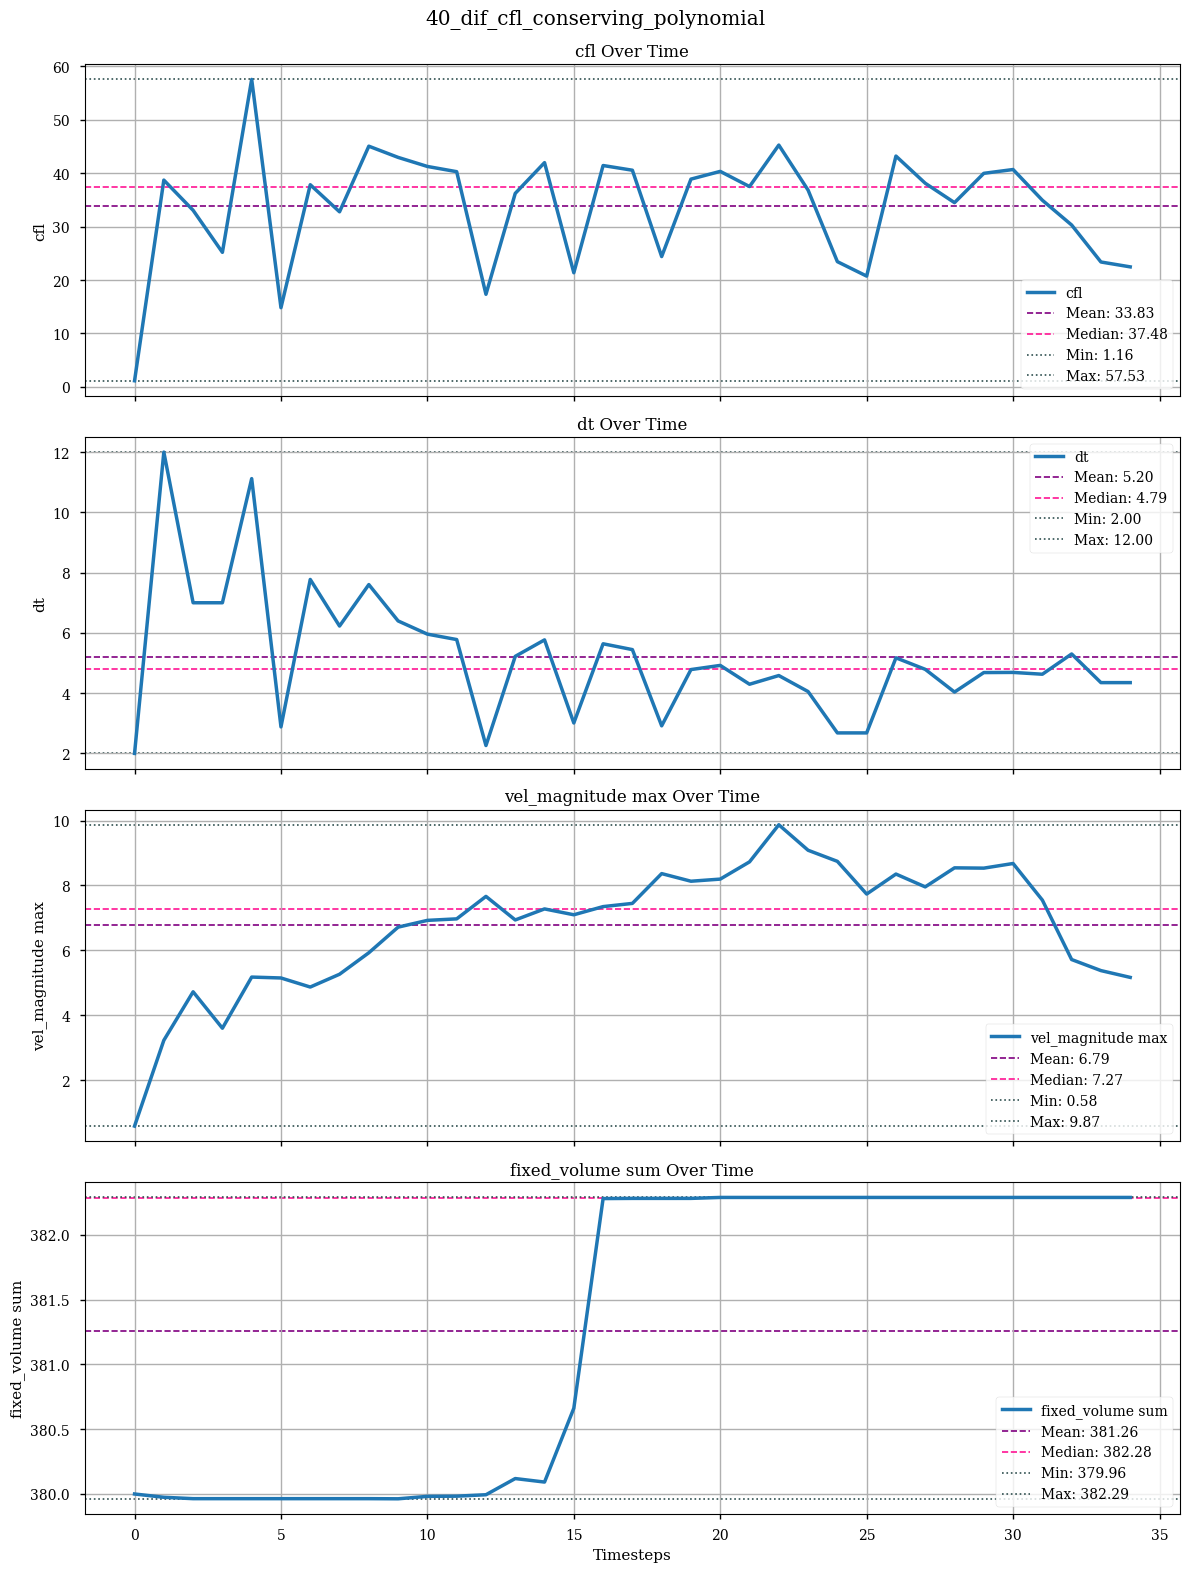 40_dif_cfl_conserving_polynomial
cfl Over Time
60
50
40
30
20
10
0
cfl
cfl
Mean: 33.83
Median: 37.48
Min: 1.16
Max: 57.53
dt Over Time
12
10
8
6
4
2
dt
dt
Mean: 5.20
Median: 4.79
Min: 2.00
Max: 12.00
vel_magnitude max Over Time
10
8
6
4
2
vel_magnitude max
vel_magnitude max
Mean: 6.79
Median: 7.27
Min: 0.58
Max: 9.87
fixed_volume sum Over Time
382.0
381.5
381.0
380.5
380.0
fixed_volume sum
fixed_volume sum
Mean: 381.26
Median: 382.28
Min: 379.96
Max: 382.29
0 5 10 15 20 25 30 35
Timesteps